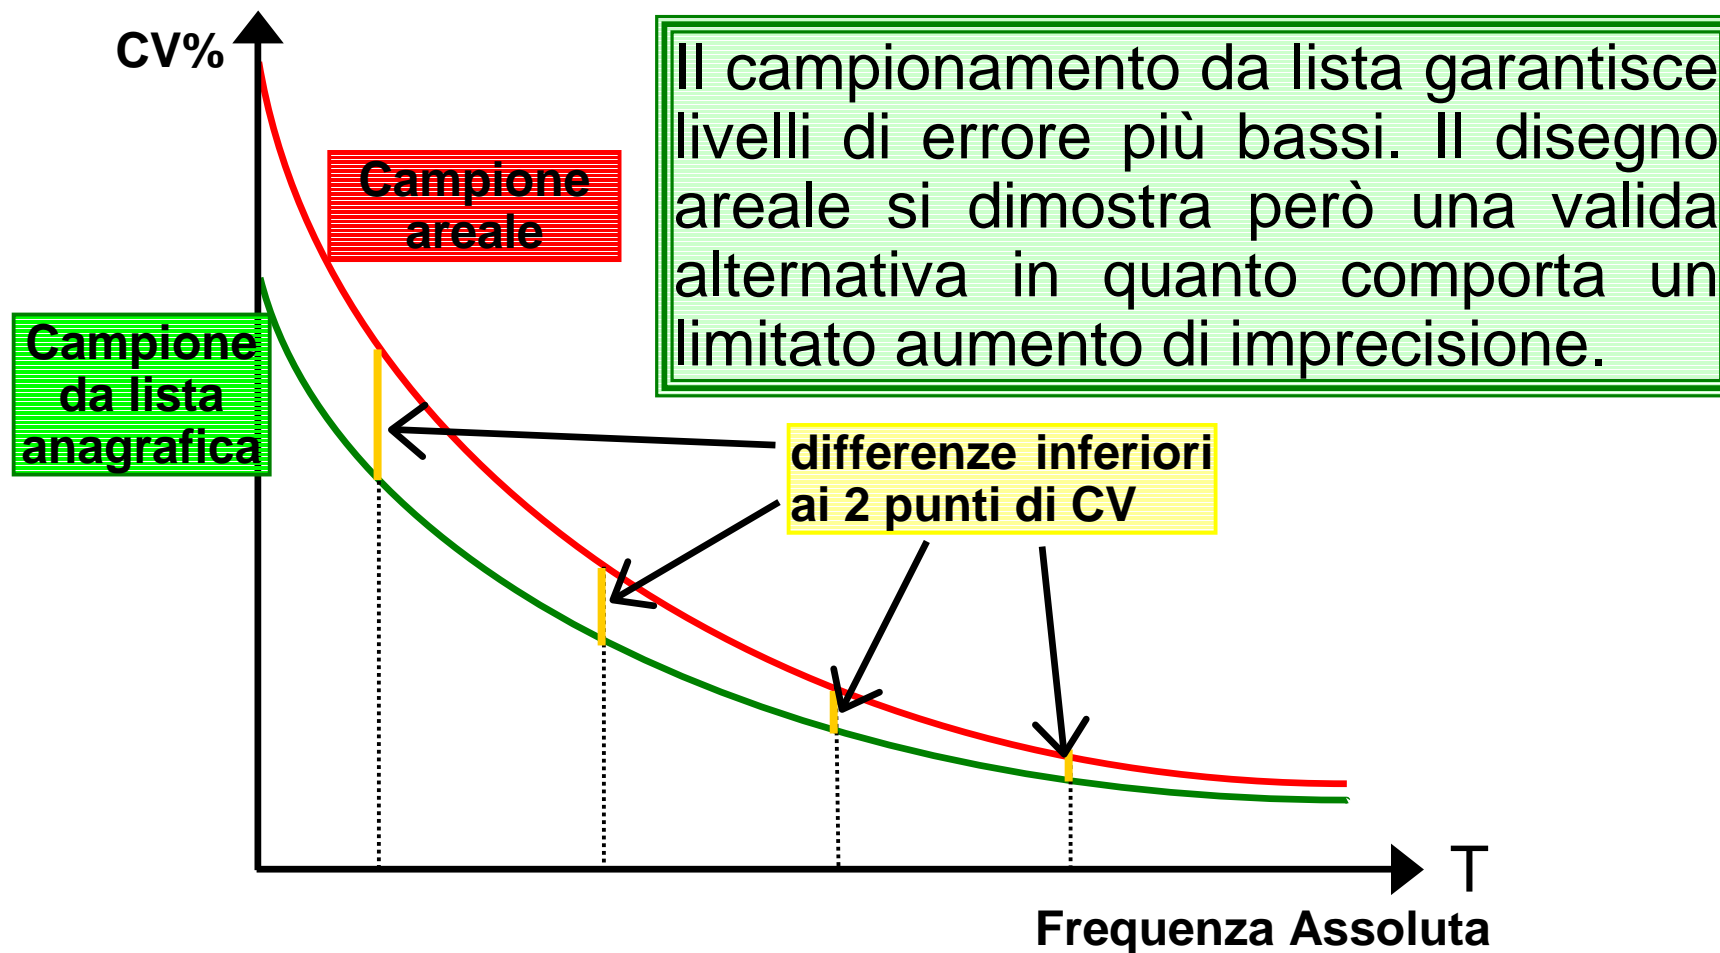 CV%
Il campionamento da lista garantisce
livelli di errore più bassi. Il disegno
areale si dimostra però una valida
alternativa in quanto comporta un
limitato aumento di imprecisione.
Campione
areale
Campione
da lista
anagrafica
differenze inferiori
ai 2 punti di CV
T
Frequenza Assoluta